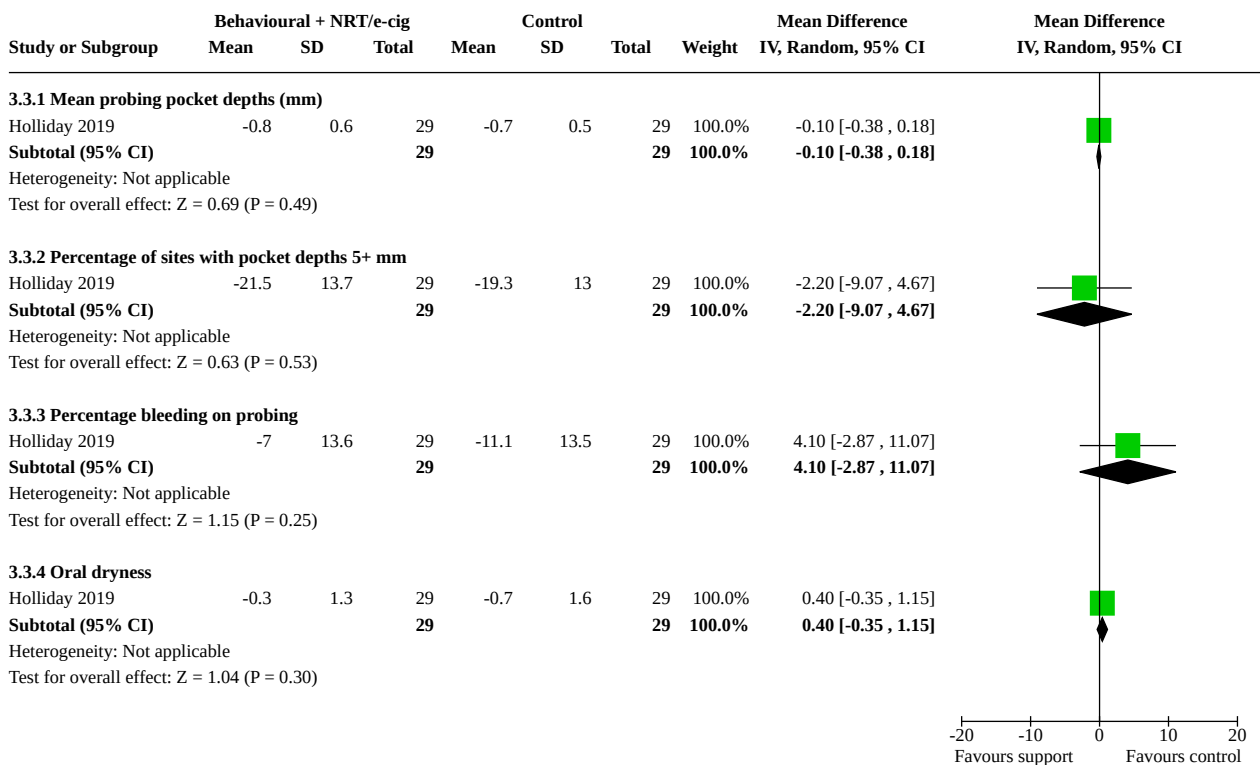 Behavioural + NRT/e-cig Control Mean Difference Mean Difference
Study or Subgroup Mean SD Total Mean SD Total Weight IV, Random, 95% CI IV, Random, 95% CI
3.3.1 Mean probing pocket depths (mm)
Holliday 2019 -0.8 0.6 29 -0.7 0.5 29 100.0% -0.10 [-0.38 , 0.18]
Subtotal (95% CI) 29 29 100.0% -0.10 [-0.38 , 0.18]
Heterogeneity: Not applicable
Test for overall effect: Z = 0.69 (P = 0.49)
3.3.2 Percentage of sites with pocket depths 5+ mm
Holliday 2019 -21.5 13.7 29 -19.3 13 29 100.0% -2.20 [-9.07 , 4.67]
Subtotal (95% CI) 29 29 100.0% -2.20 [-9.07 , 4.67]
Heterogeneity: Not applicable
Test for overall effect: Z = 0.63 (P = 0.53)
3.3.3 Percentage bleeding on probing
Holliday 2019 -7 13.6 29 -11.1 13.5 29 100.0% 4.10 [-2.87 , 11.07]
Subtotal (95% CI) 29 29 100.0% 4.10 [-2.87 , 11.07]
Heterogeneity: Not applicable
Test for overall effect: Z = 1.15 (P = 0.25)
3.3.4 Oral dryness
Holliday 2019 -0.3 1.3 29 -0.7 1.6 29 100.0% 0.40 [-0.35 , 1.15]
Subtotal (95% CI) 29 29 100.0% 0.40 [-0.35 , 1.15]
Heterogeneity: Not applicable
Test for overall effect: Z = 1.04 (P = 0.30)
-20 -10 0 10 20
Favours support Favours control